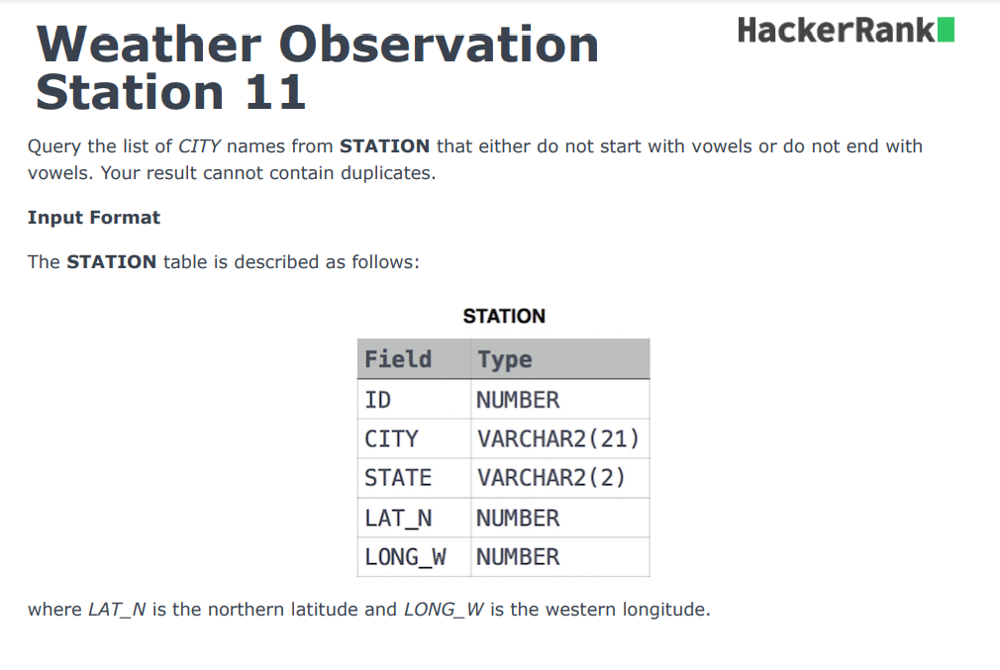 Weather Observation
Station 11
HackerRank
Query the list of CITY names from STATION that either do not start with vowels or do not end with
vowels. Your result cannot contain duplicates.
Input Format
The STATION table is described as follows:
STATION
Field Type
ID NUMBER
CITY VARCHAR2(21)
STATE VARCHAR2(2)
LAT_N NUMBER
LONG_W NUMBER
where LAT_N is the northern latitude and LONG_W is the western longitude.